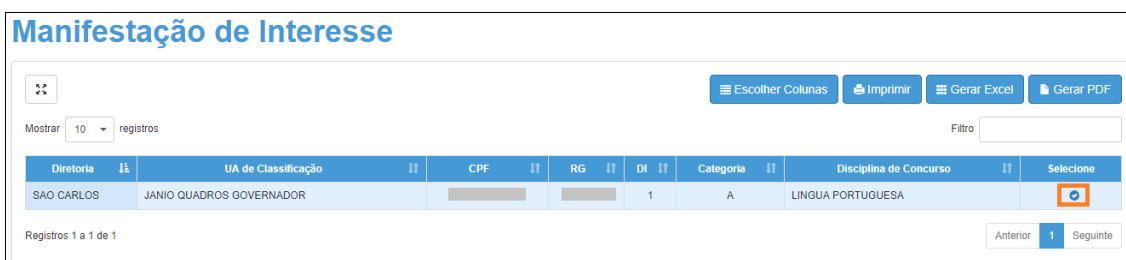 Manifestação de Interesse
Escolher Colunas Imprimir Gerar Excel Gerar PDF
Mostrar 10 registros Filtro
Diretoria UA de Classificação CPF RG DI Categoria Disciplina de Concurso Selecione
SAO CARLOS JANIO QUADROS GOVERNADOR 1 A LINGUA PORTUGUESA
Registros 1 a 1 de 1 Anterior 1 Seguinte